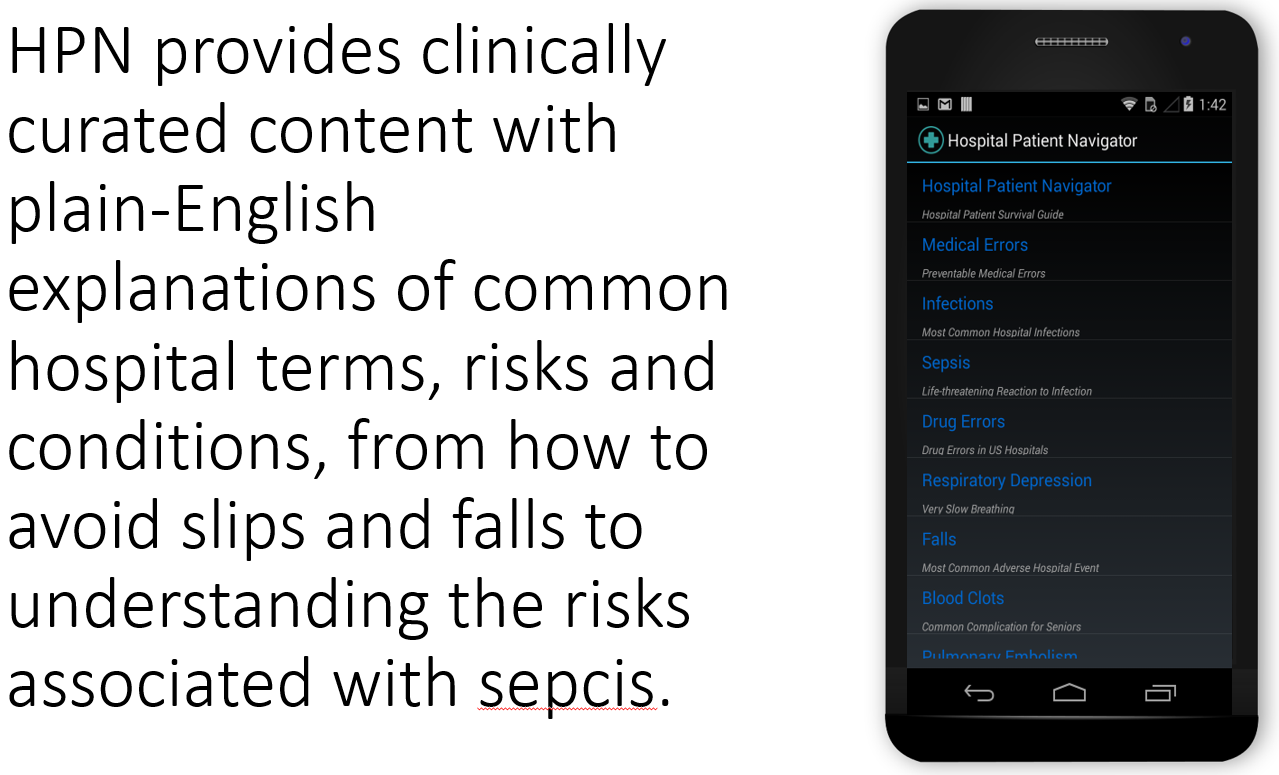 HPN provides clinically
curated content with
plain-English
explanations of common
hospital terms, risks and
conditions, from how to
avoid slips and falls to
understanding the risks
associated with sepcis.
1:42
Hospital Patient Navigator
Hospital Patient Navigator
Hospital Patient Survival Guide
Medical Errors
Preventable Medical Errors
Infections
Most Common Hospital Infections
Sepsis
Life-threatening Reaction to Infection
Drug Errors
Drug Errors in US Hospitals
Respiratory Depression
Very Slow Breathing
Falls
Most Common Adverse Hospital Event
Blood Clots
Common Complication for Seniors
Pulmonary Embolism